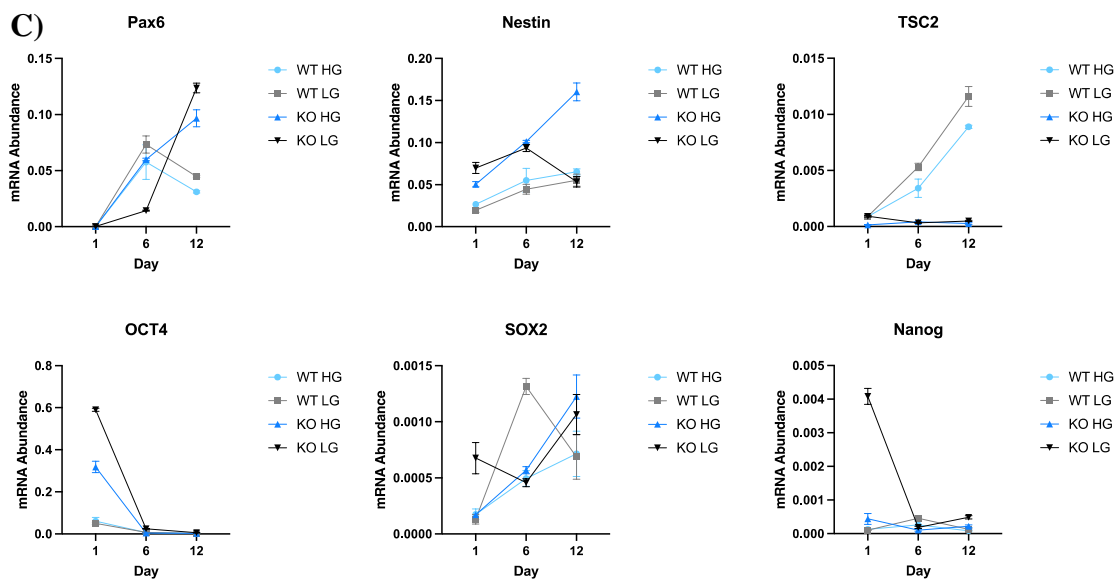 C)
Pax6
mRNA Abundance
0.15
0.10
0.05
0.00
1 6 12
Day
WT HG
WT LG
KO HG
KO LG
Nestin
mRNA Abundance
0.20
0.15
0.10
0.05
0.00
1 6 12
Day
WT HG
WT LG
KO HG
KO LG
TSC2
mRNA Abundance
0.015
0.010
0.005
0.000
1 6 12
Day
WT HG
WT LG
KO HG
KO LG
OCT4
mRNA Abundance
0.8
0.6
0.4
0.2
0.0
1 6 12
Day
WT HG
WT LG
KO HG
KO LG
SOX2
mRNA Abundance
0.0015
0.0010
0.0005
0.0000
1 6 12
Day
WT HG
WT LG
KO HG
KO LG
Nanog
mRNA Abundance
0.005
0.004
0.003
0.002
0.001
0.000
1 6 12
Day
WT HG
WT LG
KO HG
KO LG